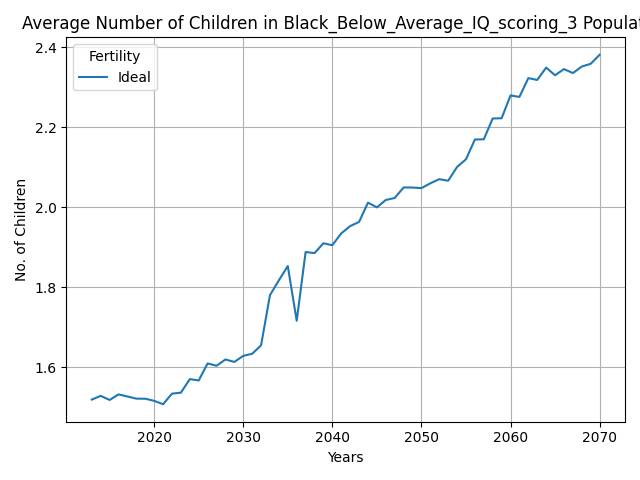 Average Number of Children in Black_Below_Average_IQ_scoring_3 Populat
Fertility
Ideal
No. of Children
2.4
2.2
2.0
1.8
1.6
2020 2030 2040 2050 2060 2070
Years